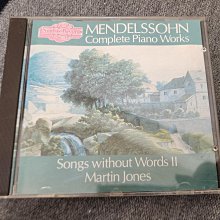 MENDELSSOHN
Complete Piano Works
Songs without Words II
Martin Jones